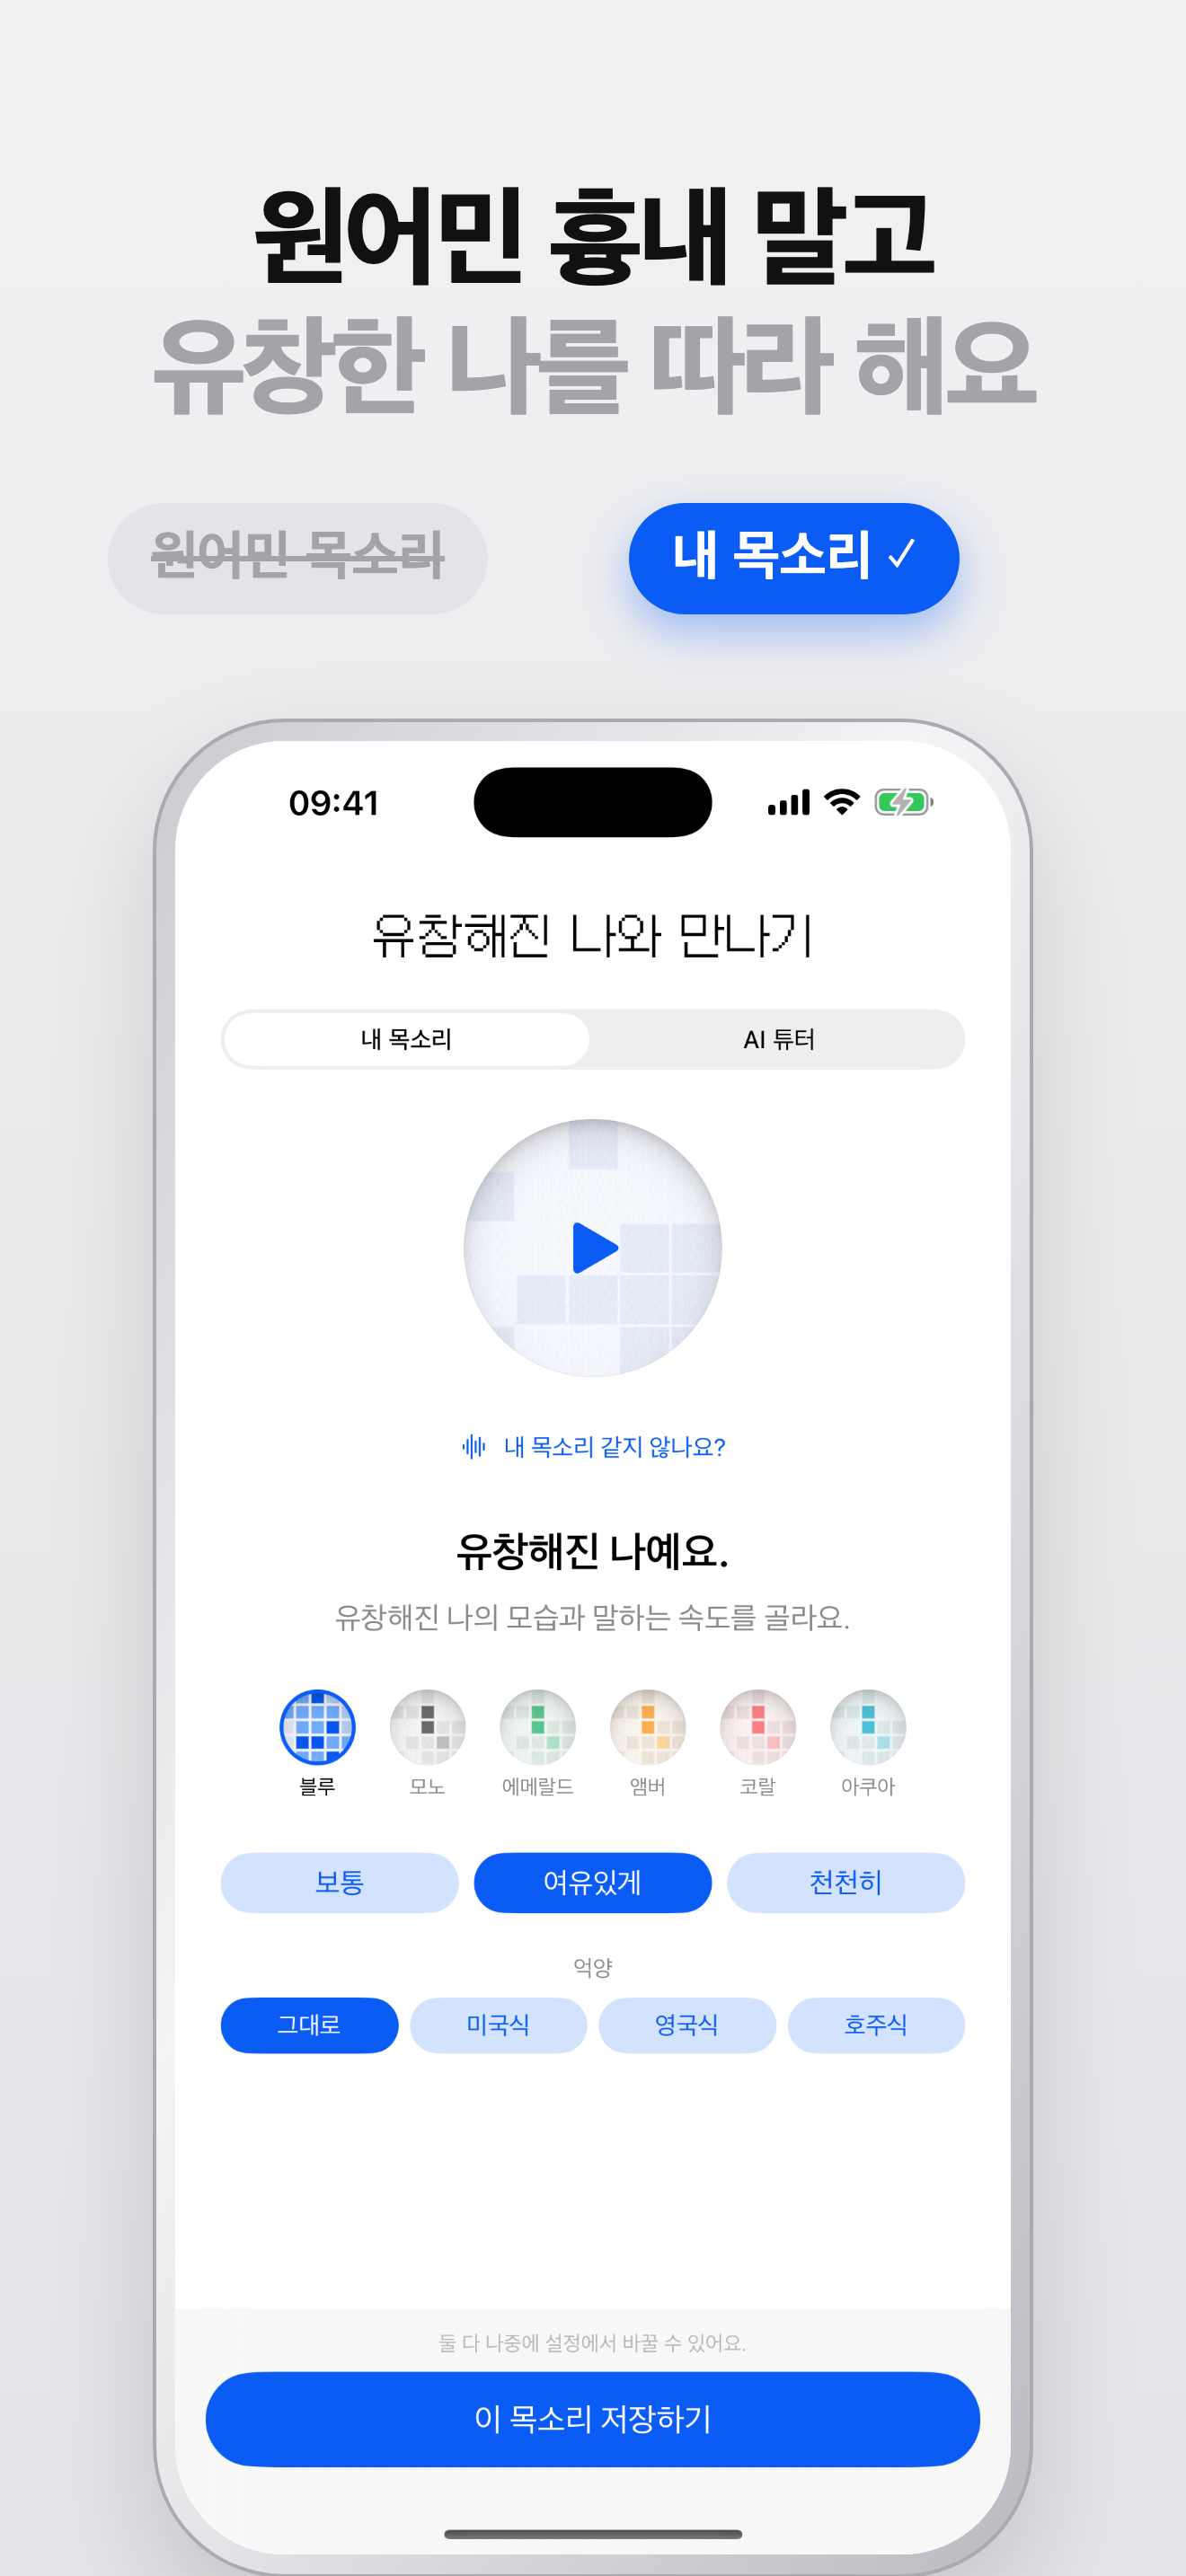 원어민 흉내 말고
유창한 나를 따라 해요
원어민 목소리
내 목소리 ✓
09:41
유창해진 나와 만나기
내 목소리
AI 튜터
내 목소리 같지 않나요?
유창해진 나예요.
유창해진 나의 모습과 말하는 속도를 골라요.
블루 모노 에메랄드 앰버 코랄 아쿠아
보통 여유있게 천천히
억양
그대로 미국식 영국식 호주식
둘 다 나중에 설정에서 바꿀 수 있어요.
이 목소리 저장하기